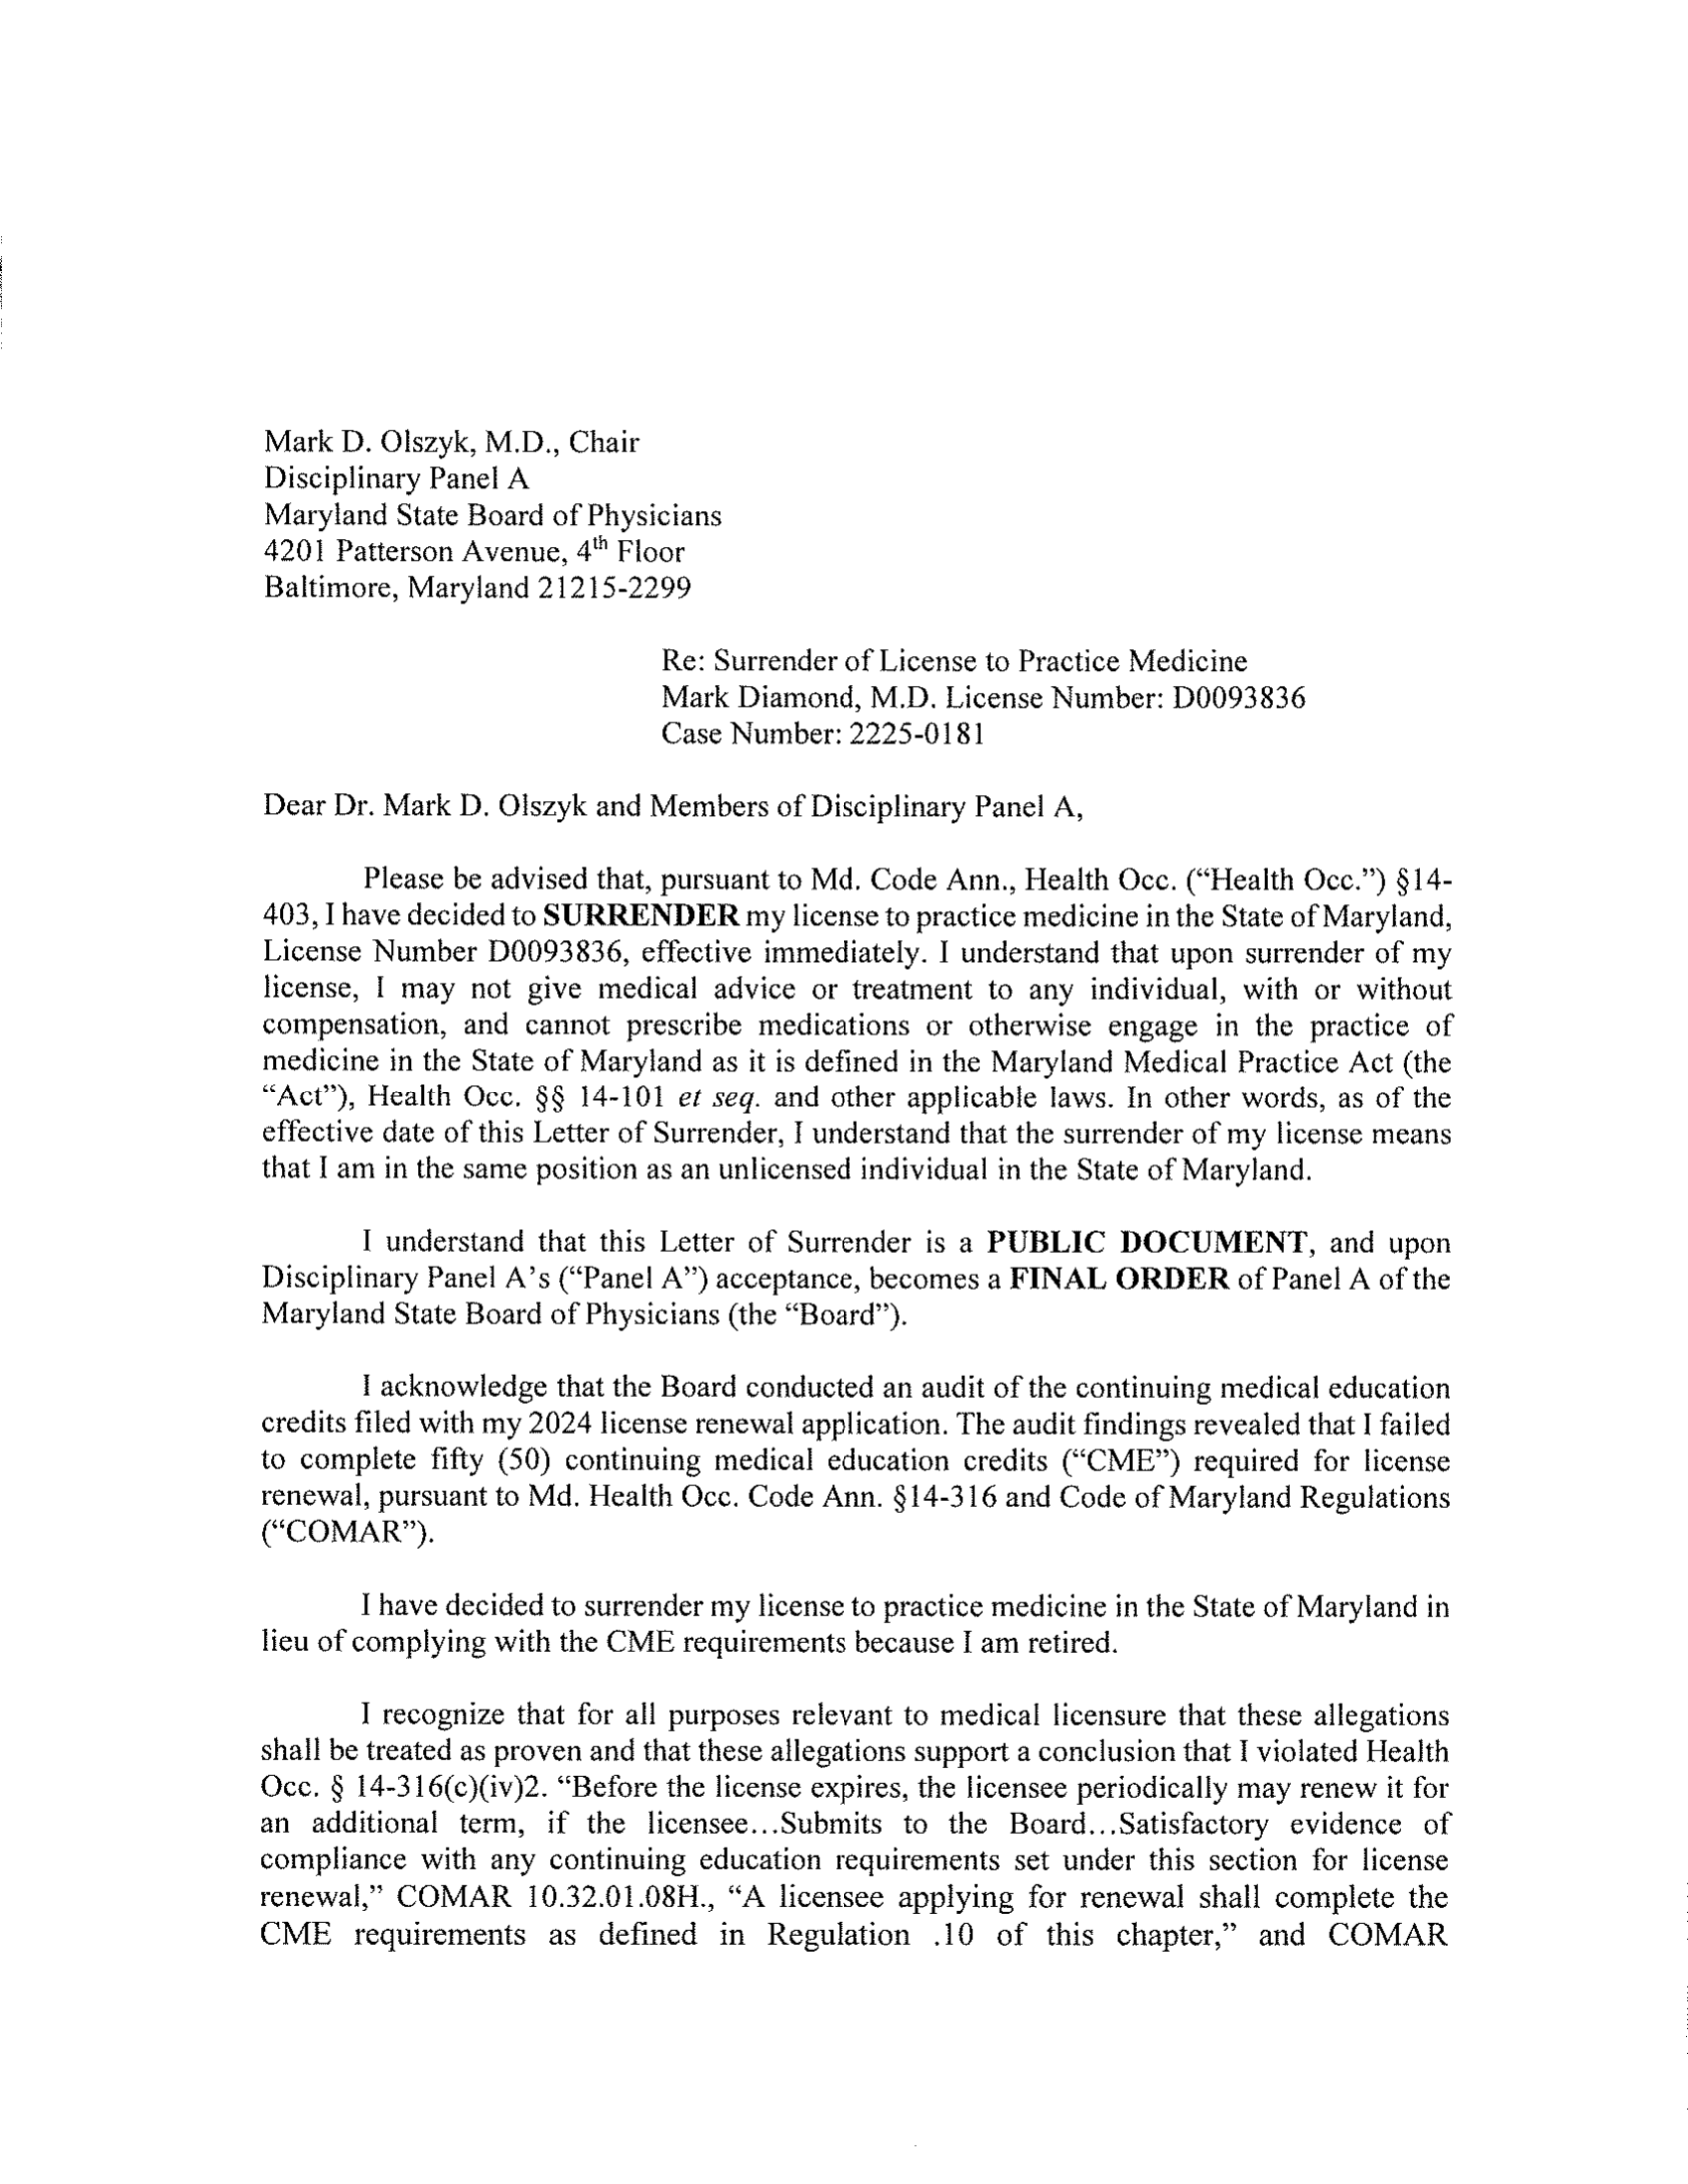 Mark D. Olszyk, M.D., Chair
Disciplinary Panel A
Maryland State Board of Physicians
4201 Patterson Avenue, 4th Floor
Baltimore, Maryland 21215-2299
Re: Surrender of License to Practice Medicine
Mark Diamond, M.D. License Number: D0093836
Case Number: 2225-0181
Dear Dr. Mark D. Olszyk and Members of Disciplinary Panel A,
Please be advised that, pursuant to Md. Code Ann., Health Occ. (“Health Occ.”) §14-
403, I have decided to SURRENDER my license to practice medicine in the State of Maryland,
License Number D0093836, effective immediately. I understand that upon surrender of my
license, I may not give medical advice or treatment to any individual, with or without
compensation, and cannot prescribe medications or otherwise engage in the practice of
medicine in the State of Maryland as it is defined in the Maryland Medical Practice Act (the
“Act”), Health Occ. §§ 14-101 et seq. and other applicable laws. In other words, as of the
effective date of this Letter of Surrender, I understand that the surrender of my license means
that I am in the same position as an unlicensed individual in the State of Maryland.
I understand that this Letter of Surrender is a PUBLIC DOCUMENT, and upon
Disciplinary Panel A’s (“Panel A”) acceptance, becomes a FINAL ORDER of Panel A of the
Maryland State Board of Physicians (the “Board”).
I acknowledge that the Board conducted an audit of the continuing medical education
credits filed with my 2024 license renewal application. The audit findings revealed that I failed
to complete fifty (50) continuing medical education credits (“CME”) required for license
renewal, pursuant to Md. Health Occ. Code Ann. §14-316 and Code of Maryland Regulations
(“COMAR”).
I have decided to surrender my license to practice medicine in the State of Maryland in
lieu of complying with the CME requirements because I am retired.
I recognize that for all purposes relevant to medical licensure that these allegations
shall be treated as proven and that these allegations support a conclusion that I violated Health
Occ. § 14-316(c)(iv)2. “Before the license expires, the licensee periodically may renew it for
an additional term, if the licensee...Submits to the Board...Satisfactory evidence of
compliance with any continuing education requirements set under this section for license
renewal,” COMAR 10.32.01.08H., “A licensee applying for renewal shall complete the
CME requirements as defined in Regulation .10 of this chapter,” and COMAR